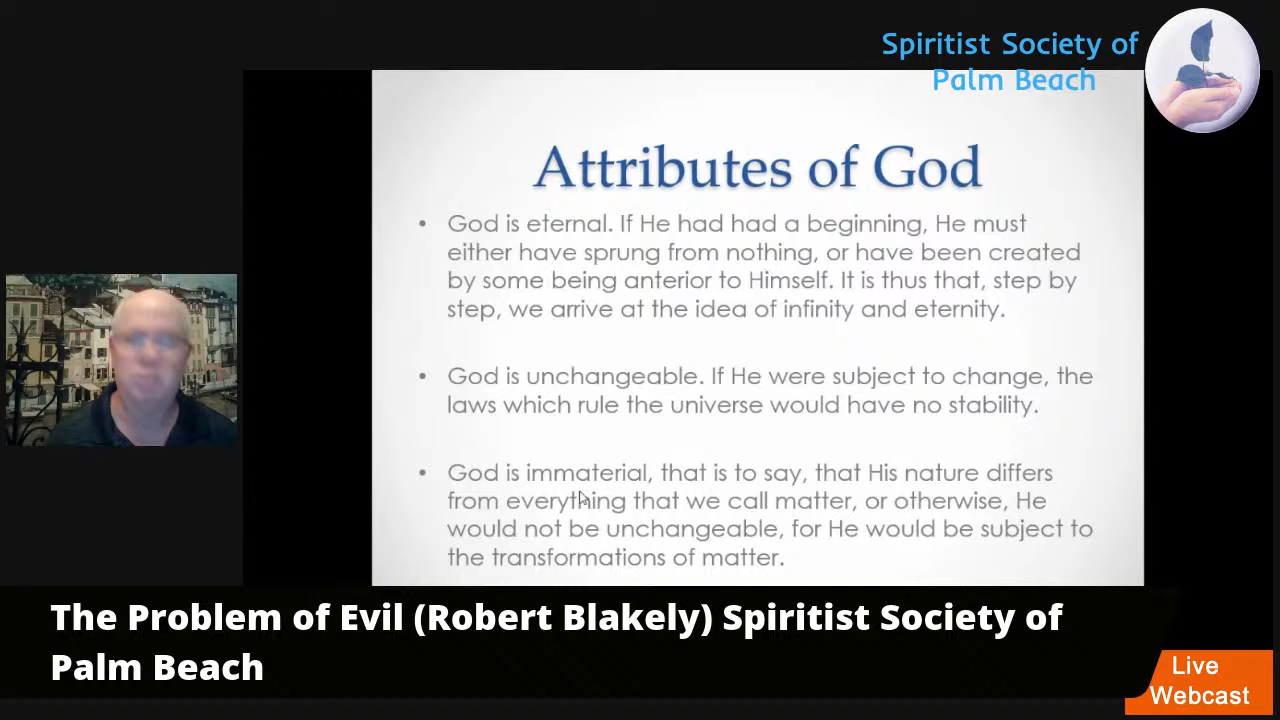 Spiritist Society of
Palm Beach
Attributes of God
• God is eternal. If He had had a beginning, He must
either have sprung from nothing, or have been created
by some being anterior to Himself. It is thus that, step by
step, we arrive at the idea of infinity and eternity.
• God is unchangeable. If He were subject to change, the
laws which rule the universe would have no stability.
• God is immaterial, that is to say, that His nature differs
from everything that we call matter, or otherwise, He
would not be unchangeable, for He would be subject to
the transformations of matter.
The Problem of Evil (Robert Blakely) Spiritist Society of
Palm Beach
Live
Webcast